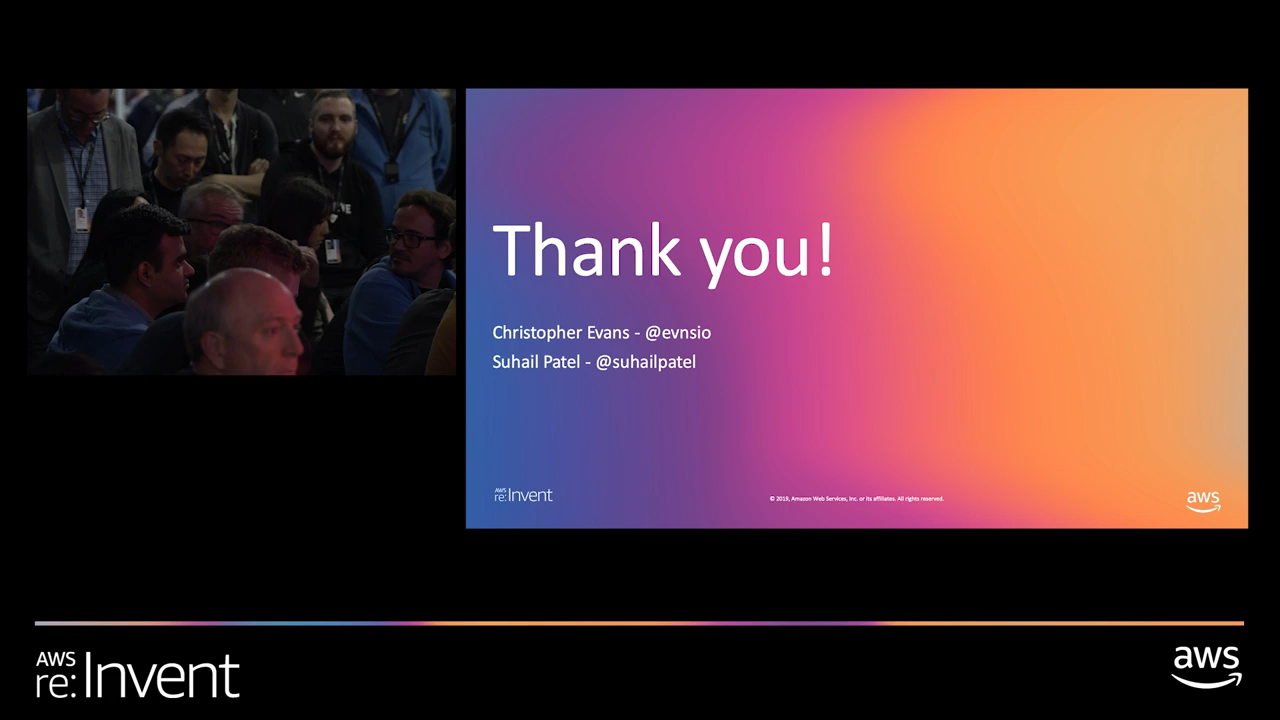 Thank you!
Christopher Evans - @evnsio
Suhail Patel - @suhailpatel
AWS
re:Invent
© 2019, Amazon Web Services, Inc. or its affiliates. All rights reserved.
aws
AWS
re:Invent
aws